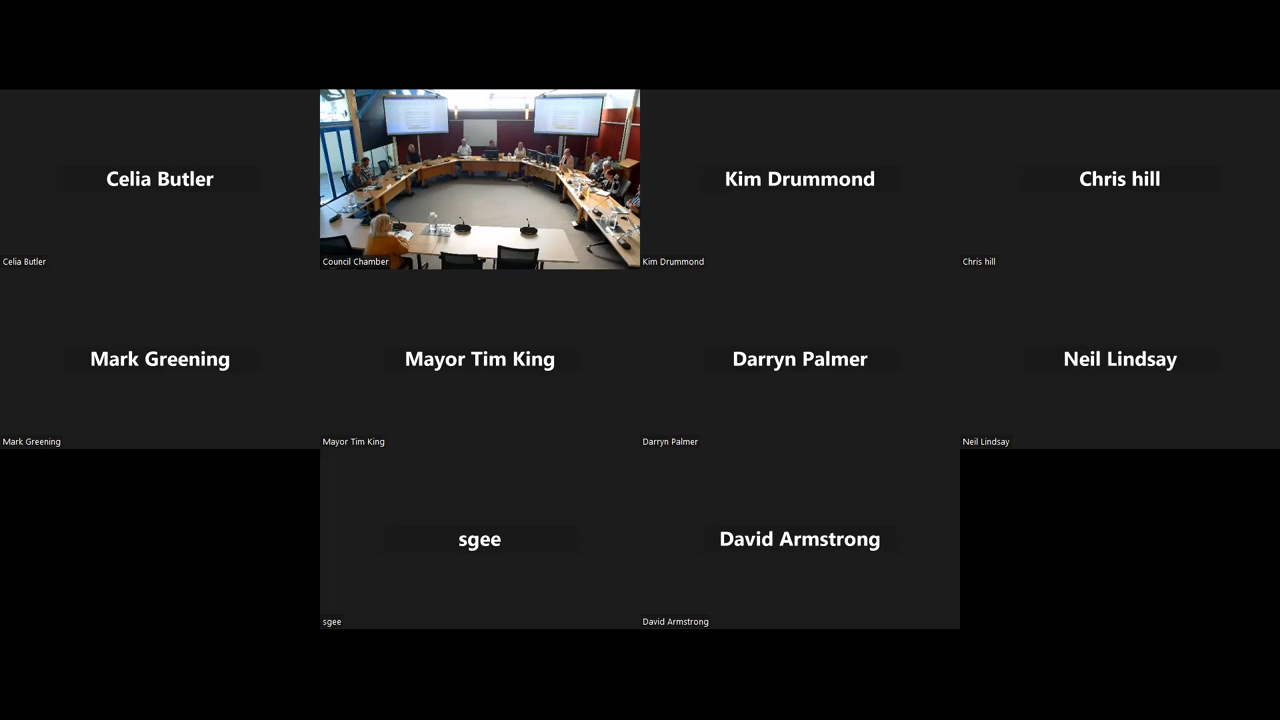 Celia Butler
Kim Drummond
Chris hill
Celia Butler
Council Chamber
Kim Drummond
Chris hill
Mark Greening
Mayor Tim King
Darryn Palmer
Neil Lindsay
Mark Greening
Mayor Tim King
Darryn Palmer
Neil Lindsay
sgee
David Armstrong
sgee
David Armstrong